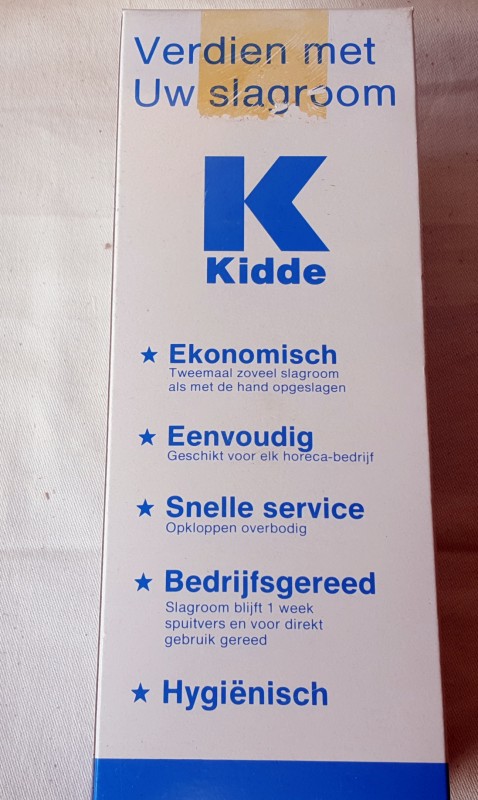 Verdien met
Uw slagroom
K
Kidde
★ Ekonomisch
Tweemaal zoveel slagroom
als met de hand opgeslagen
★ Eenvoudig
Geschikt voor elk horeca-bedrijf
★ Snelle service
Opkloppen overbodig
★ Bedrijfsgereed
Slagroom blijft 1 week
spuitvers en voor direkt
gebruik gereed
★ Hygiënisch